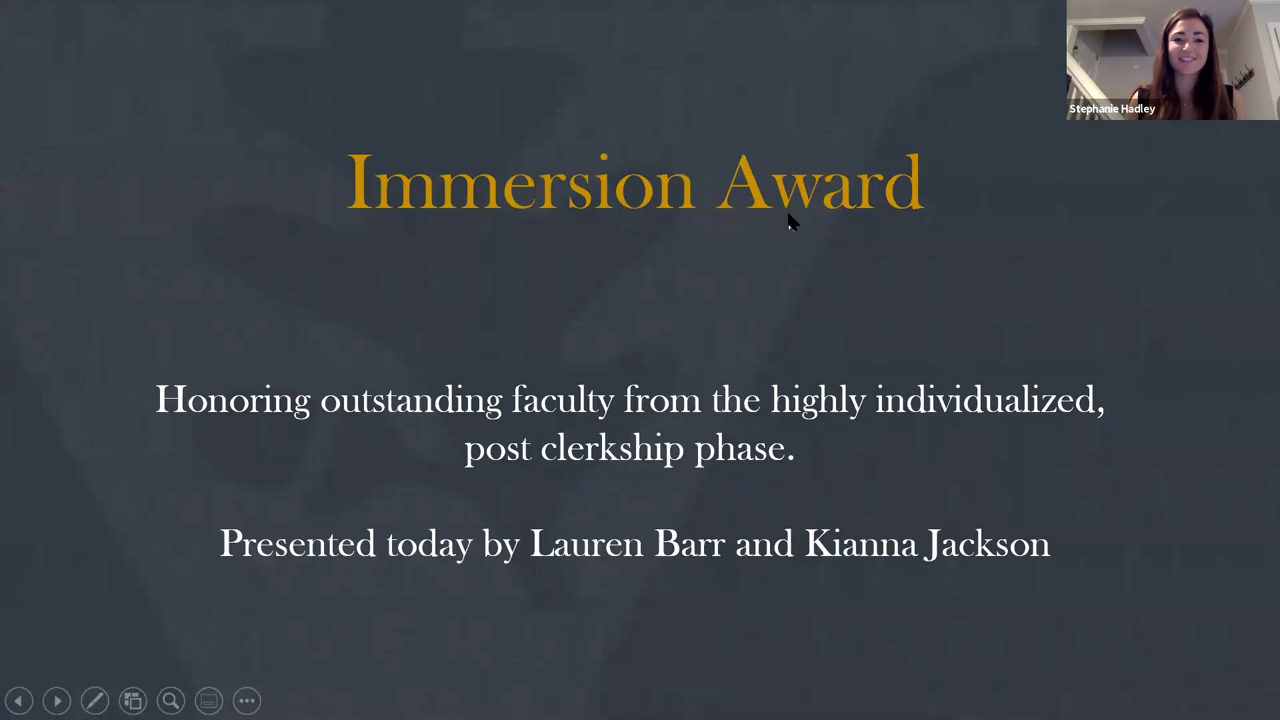 Stephanie Hadley
Immersion Award
Honoring outstanding faculty from the highly individualized,
post clerkship phase.
Presented today by Lauren Barr and Kianna Jackson